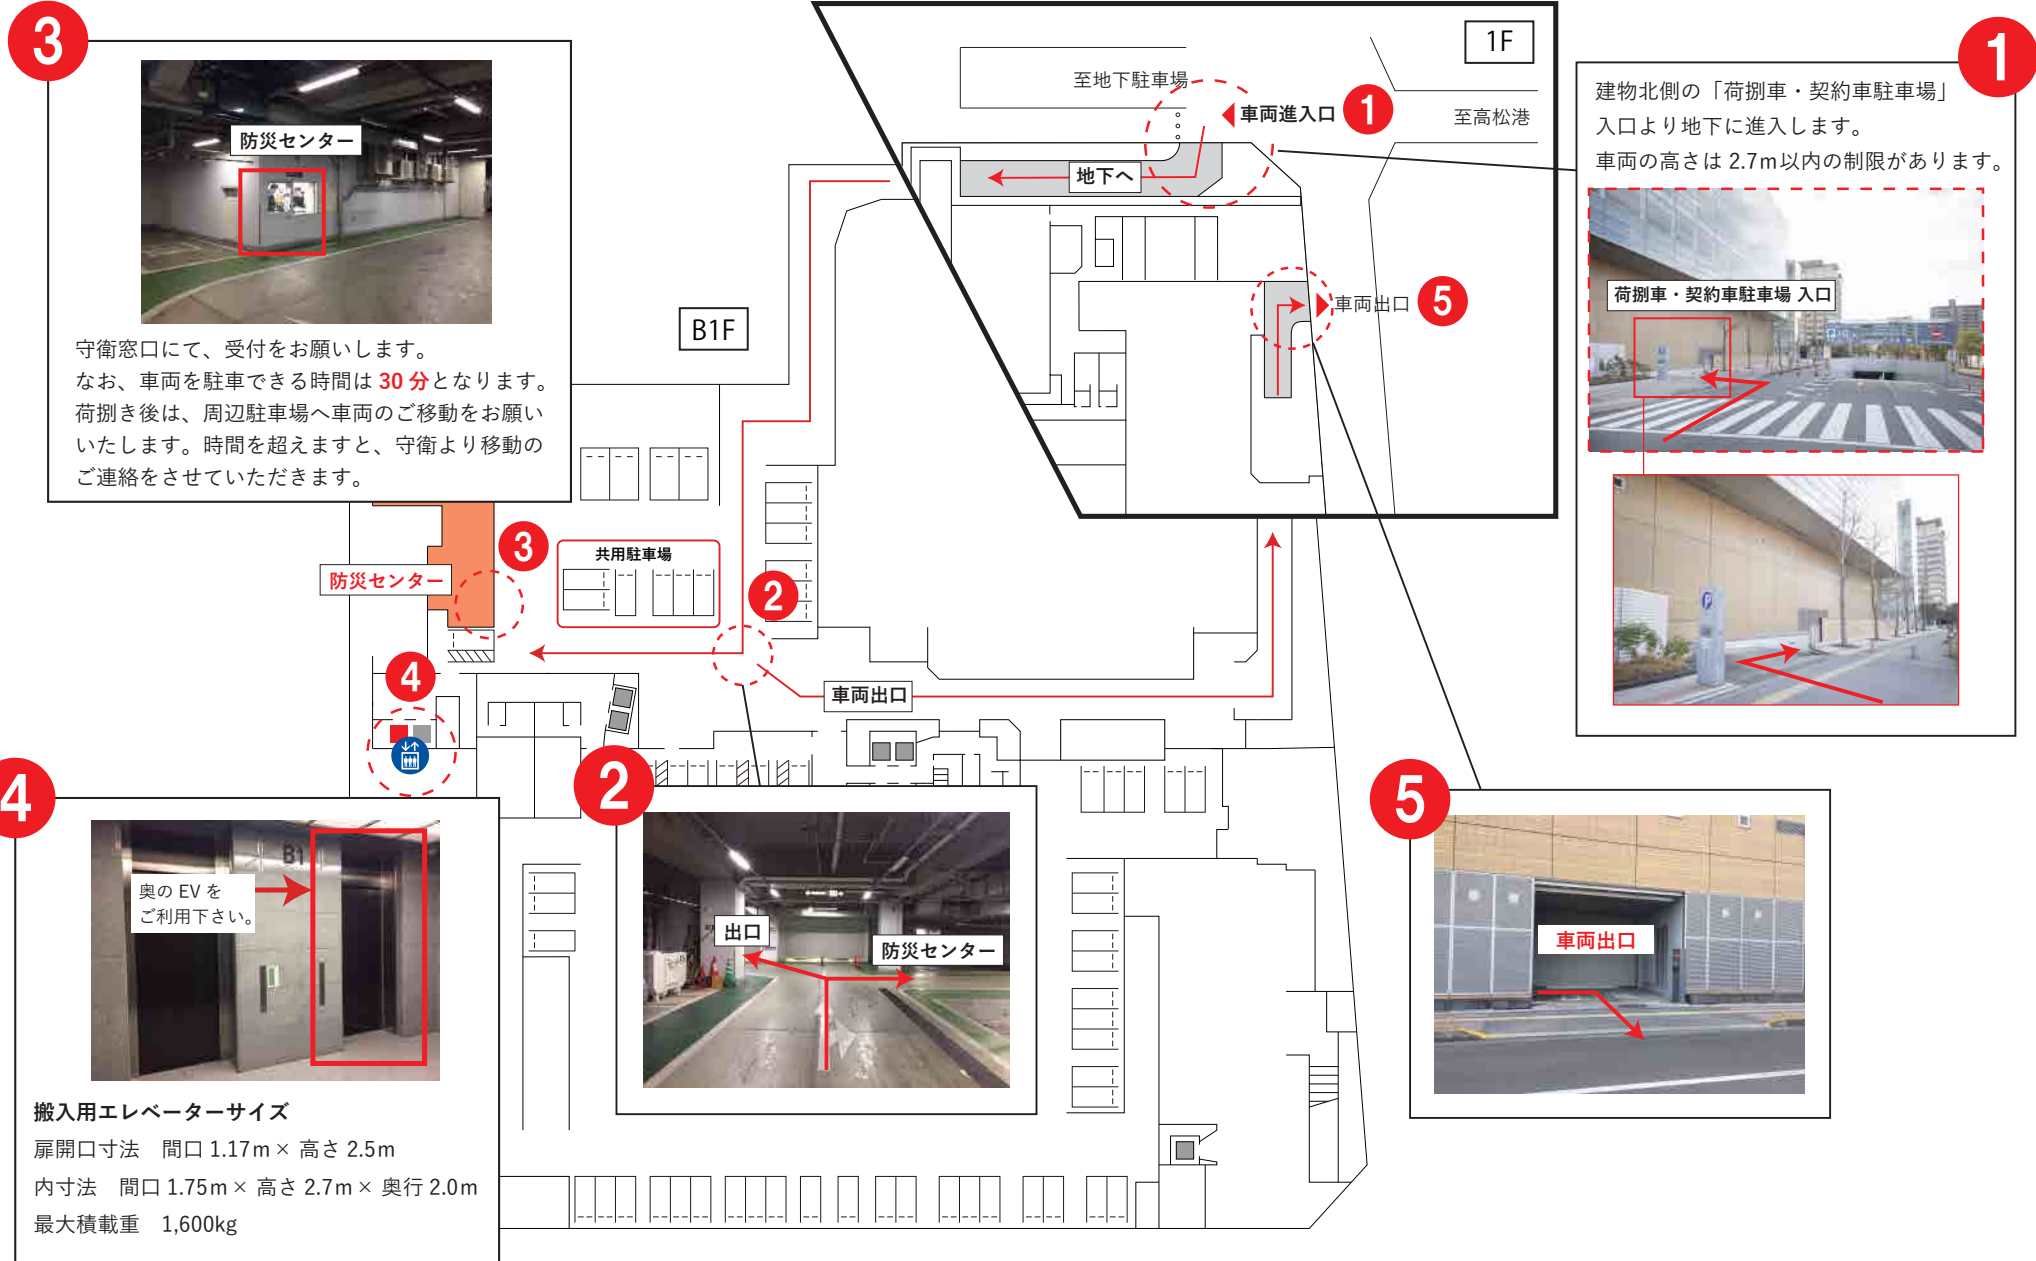 3
防災センター
守衛窓口にて、受付をお願いします。
なお、車両を駐車できる時間は 30 分となります。
荷捌き後は、周辺駐車場へ車両のご移動をお願い
いたします。時間を超えますと、守衛より移動の
ご連絡をさせていただきます。
1F
至地下駐車場
車両進入口
1
至高松港
地下へ
車両出口
5
1
建物北側の「荷捌車・契約車駐車場」
入口より地下に進入します。
車両の高さは 2.7m以内の制限があります。
荷捌車・契約車駐車場 入口
P
B1F
3
共用駐車場
防災センター
2
4
車両出口
4
B1
奥の EV を
ご利用下さい。
搬入用エレベーターサイズ
扉開口寸法　間口 1.17m × 高さ 2.5m
内寸法　間口 1.75m × 高さ 2.7m × 奥行 2.0m
最大積載重　1,600kg
2
出口
防災センター
5
車両出口